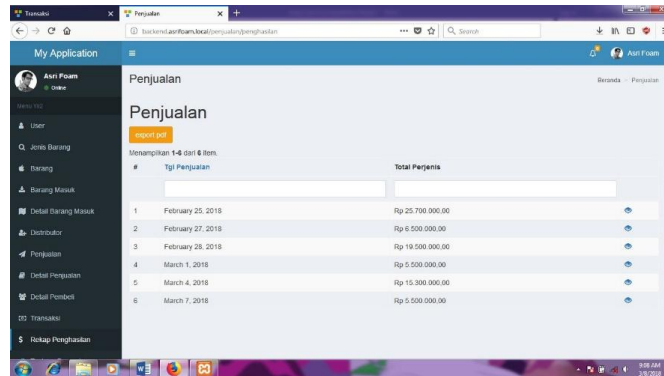 Transaksi
Penjualan
backend.asrifoam.local/penjualan/penghasilan
Search
My Application
Asri Foam
Asri Foam
Online
Penjualan
Beranda
Penjualan
User
Jenis Barang
Barang
Barang Masuk
Detail Barang Masuk
Distributor
Penjualan
Detail Penjualan
Detail Pembeli
Transaksi
Rekap Penghasilan
Penjualan
export pdf
Menampilkan 1-6 dari 6 item.
# Tgl Penjualan Total Perjenis
1 February 25, 2018 Rp 25.700.000,00
2 February 27, 2018 Rp 6.500.000,00
3 February 28, 2018 Rp 19.500.000,00
4 March 1, 2018 Rp 5.500.000,00
5 March 4, 2018 Rp 15.300.000,00
6 March 7, 2018 Rp 5.500.000,00
9:08 AM
3/8/2018